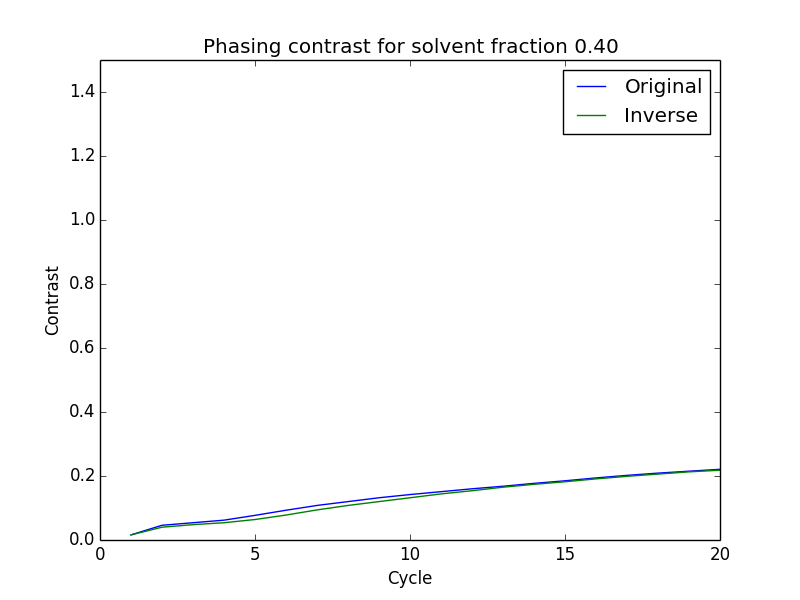 Phasing contrast for solvent fraction 0.40
Original
Inverse
1.4
1.2
1.0
0.8
0.6
0.4
0.2
0.0
Contrast
0 5 10 15 20
Cycle